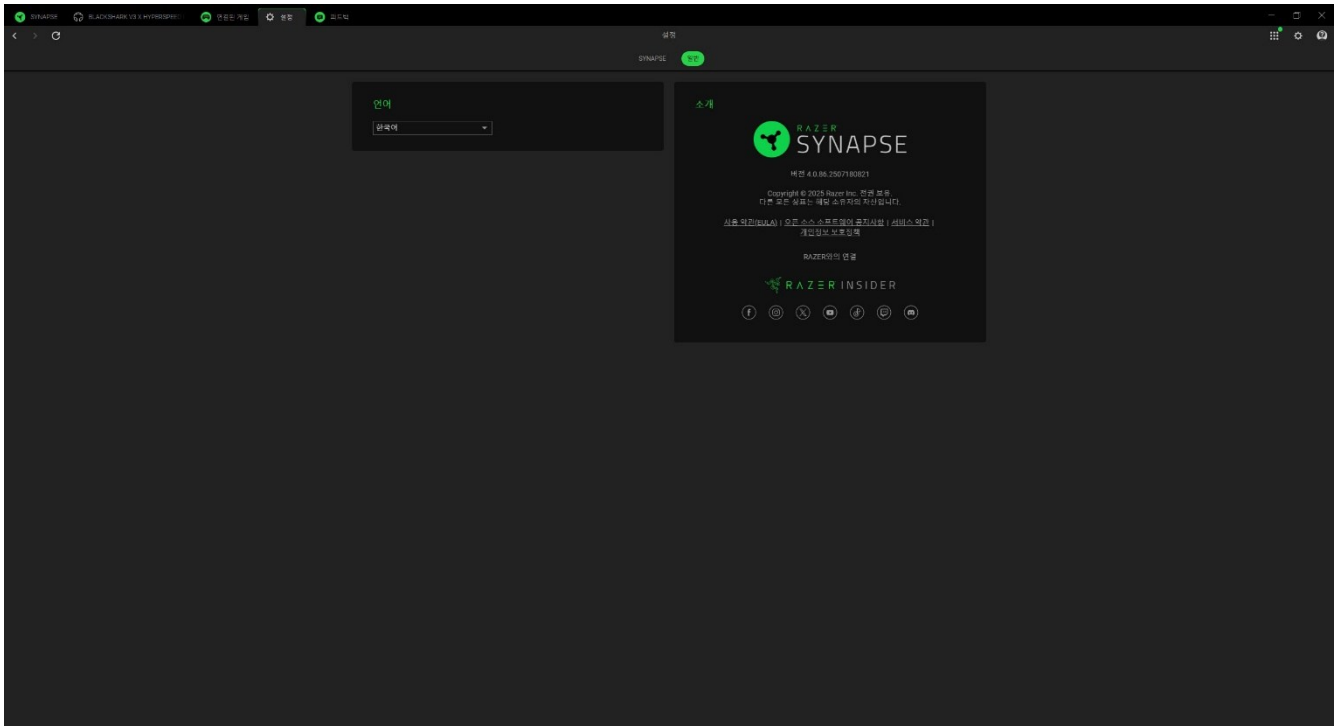 SYNAPSE
BLACKSHARK V3 X HYPERSPEED
연결된 게임
설정
피드백
설정
SYNAPSE
일반
언어
한국어
소개
RAZER
SYNAPSE
버전 4.0.86.2507180821
Copyright © 2025 Razer Inc. 전권 보유.
다른 모든 상표는 해당 소유자의 자산입니다.
사용 약관(EULA) | 오픈 소스 소프트웨어 공지사항 | 서비스 약관 |
개인정보 보호정책
RAZER와의 연결
RAZER INSIDER